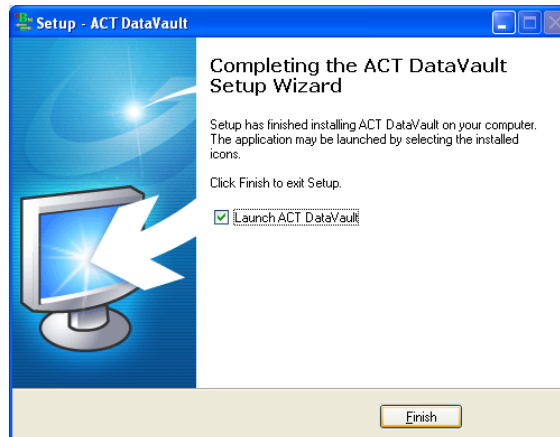 Setup - ACT DataVault
Completing the ACT DataVault
Setup Wizard
Setup has finished installing ACT DataVault on your computer.
The application may be launched by selecting the installed
icons.
Click Finish to exit Setup.
Launch ACT DataVault
Finish